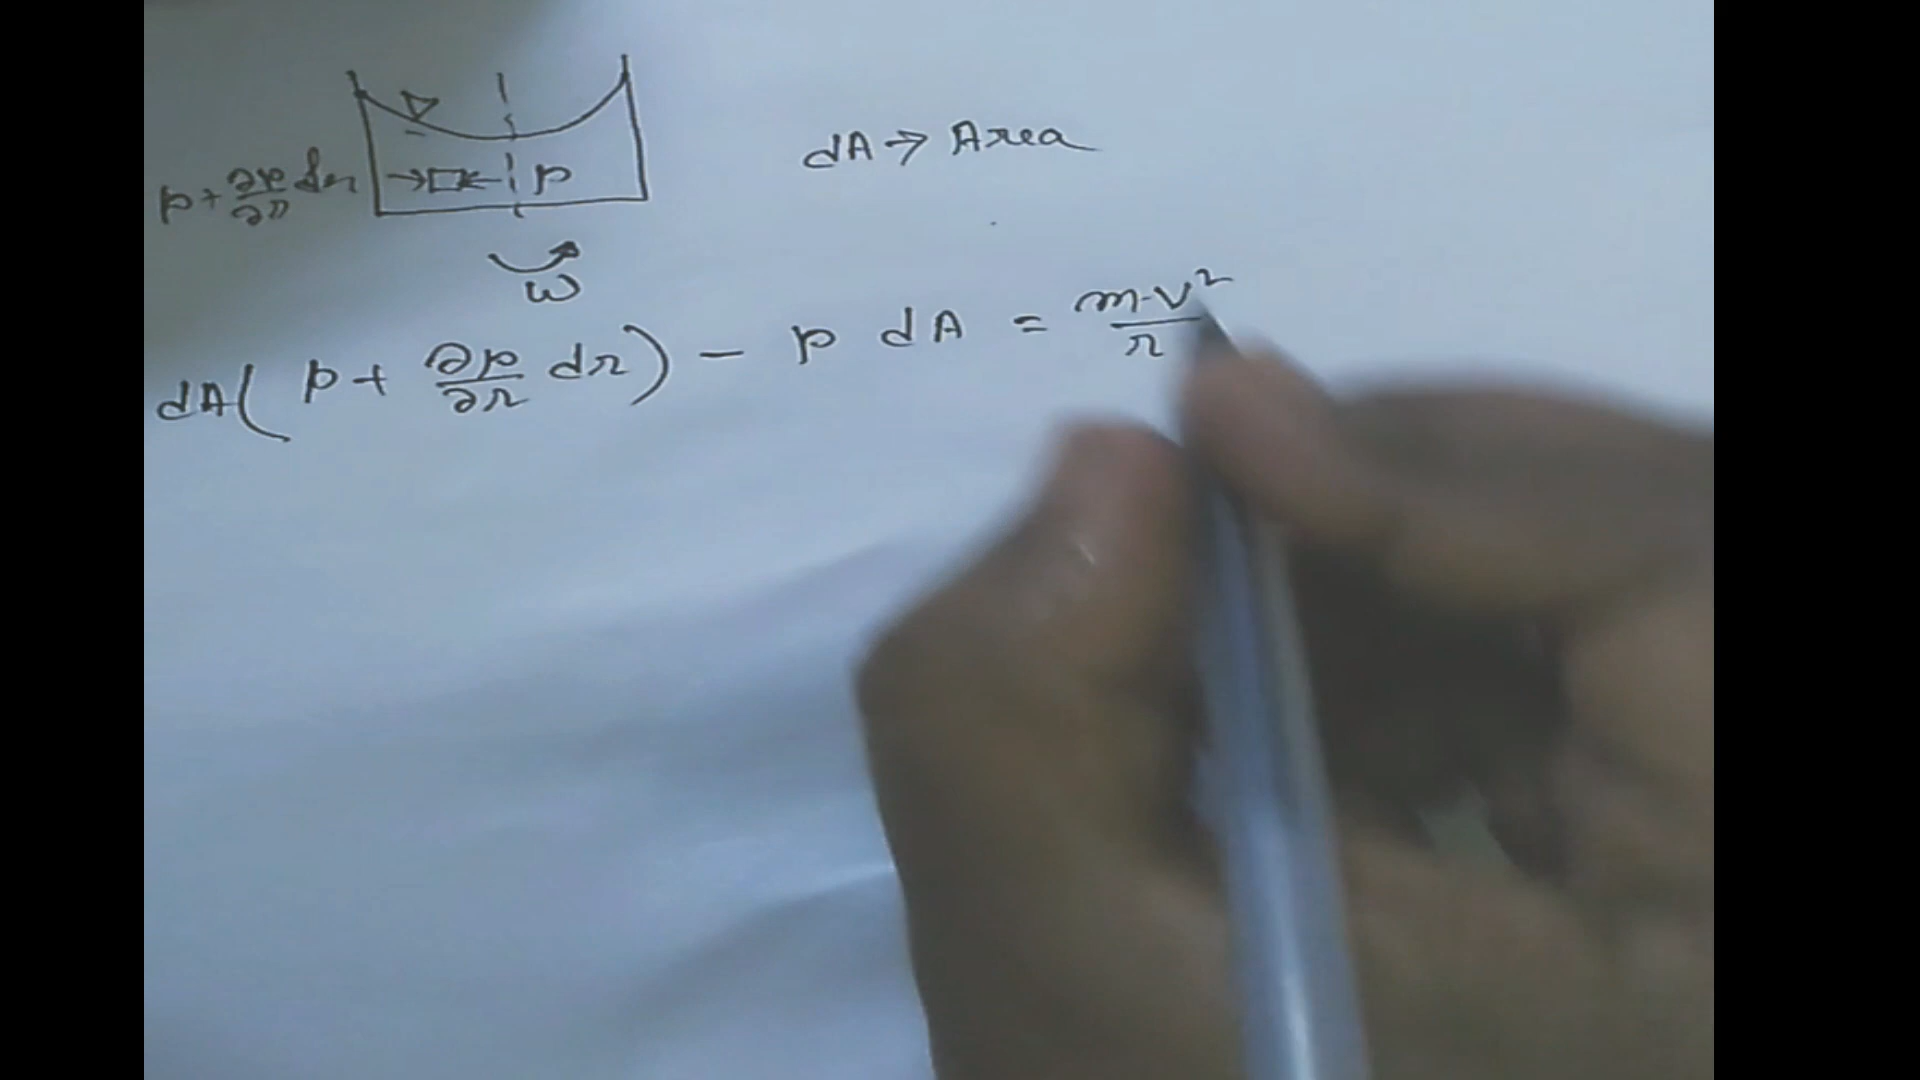 p + ∂p/∂r dr
p
dA → Area
ω
dA( p + ∂p/∂r dr ) - p dA = m·v²/r